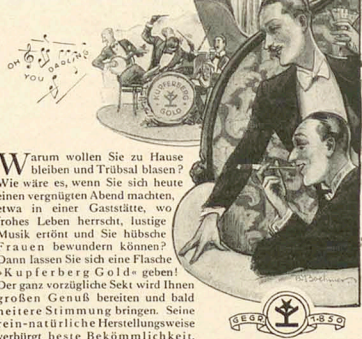 OH
YOU DARLING
KUPFERBERG
GOLD
Warum wollen Sie zu Hause
bleiben und Trübsal blasen?
Wie wäre es, wenn Sie sich heute
einen vergnügten Abend machten,
etwa in einer Gaststätte, wo
frohes Leben herrscht, lustige
Musik ertönt und Sie hübsche
Frauen bewundern können?
Dann lassen Sie sich eine Flasche
»Kupferberg Gold« geben!
Der ganz vorzügliche Sekt wird Ihnen
großen Genuß bereiten und bald
heitere Stimmung bringen. Seine
rein-natürliche Herstellungsweise
verbürgt beste Bekömmlichkeit.
GEGR 1850